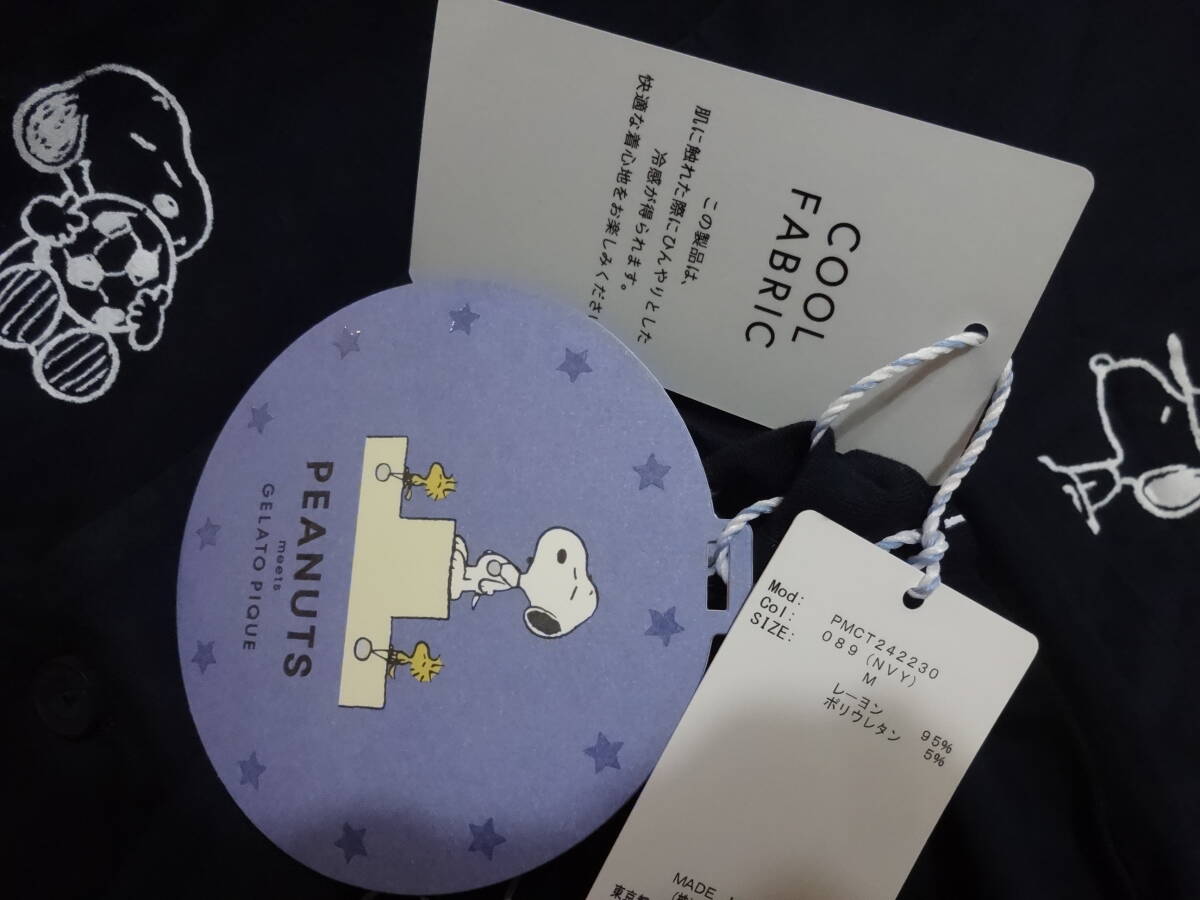 COOL
FABRIC
この製品は、
肌に触れた際にひんやりとした
冷感が得られます。
快適な着心地をお楽しみくださ
PEANUTS
meets
GELATO PIQUE
Mod: PMCT242230
Col: 089 (NVY)
SIZE: M
レーヨン 95%
ポリウレタン 5%
MADE
東京